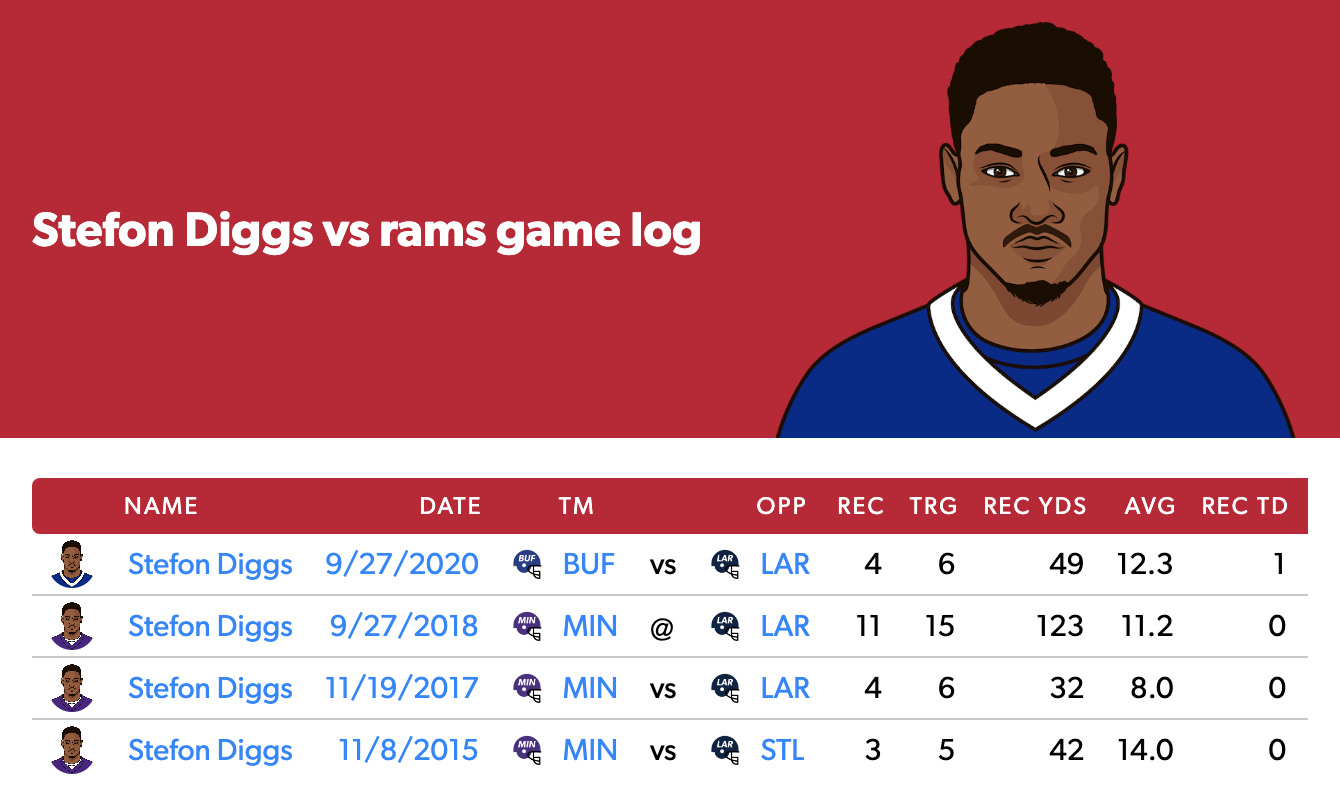 Stefon Diggs vs rams game log
NAME DATE TM OPP REC TRG REC YDS AVG REC TD
Stefon Diggs 9/27/2020 BUF BUF vs LAR LAR 4 6 49 12.3 1
Stefon Diggs 9/27/2018 MIN MIN @ LAR LAR 11 15 123 11.2 0
Stefon Diggs 11/19/2017 MIN MIN vs LAR LAR 4 6 32 8.0 0
Stefon Diggs 11/8/2015 MIN MIN vs LAR STL 3 5 42 14.0 0